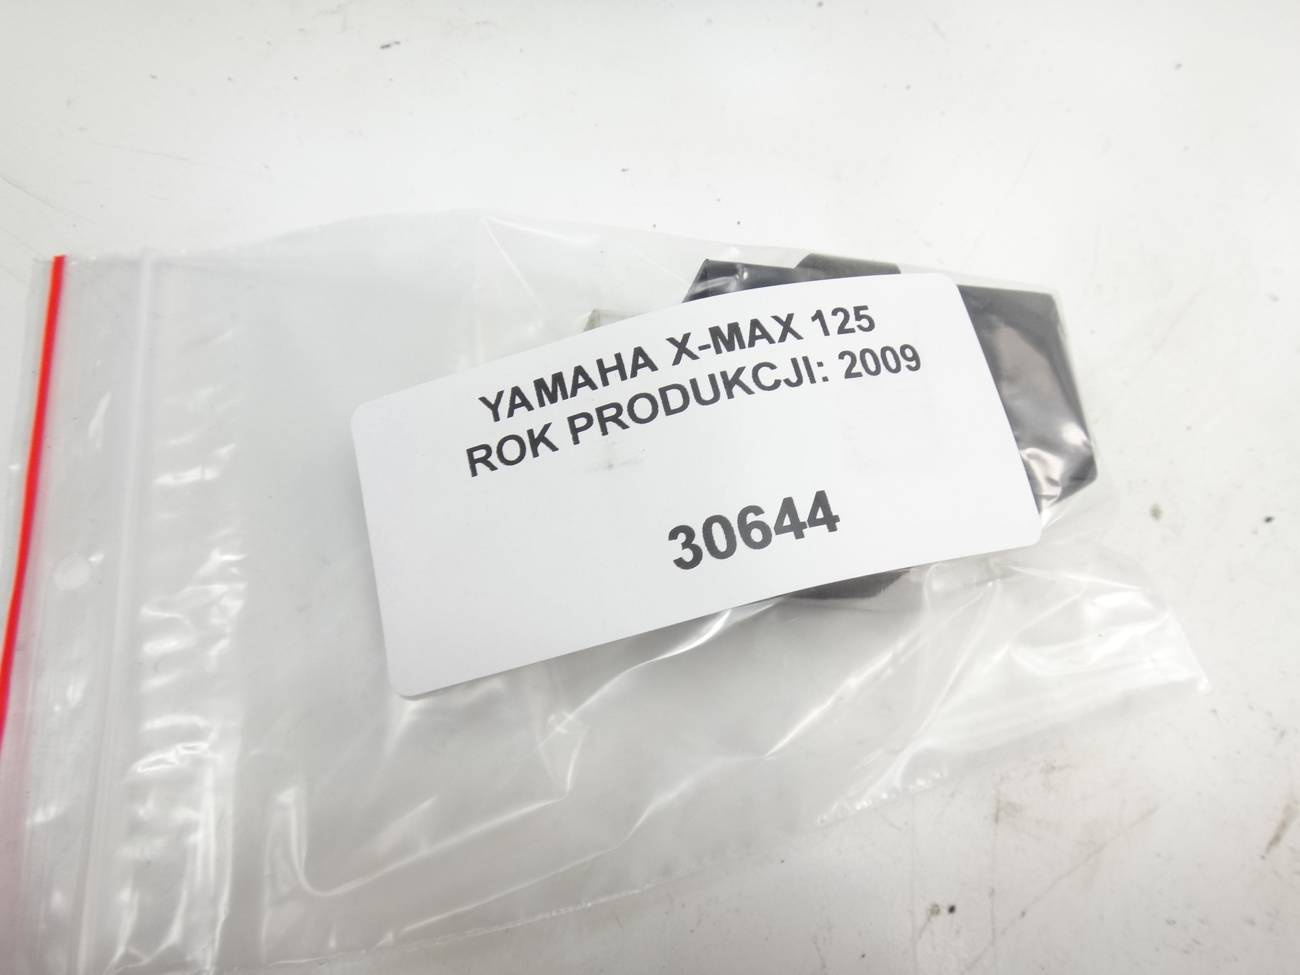 YAMAHA X-MAX 125
ROK PRODUKCJI: 2009
30644